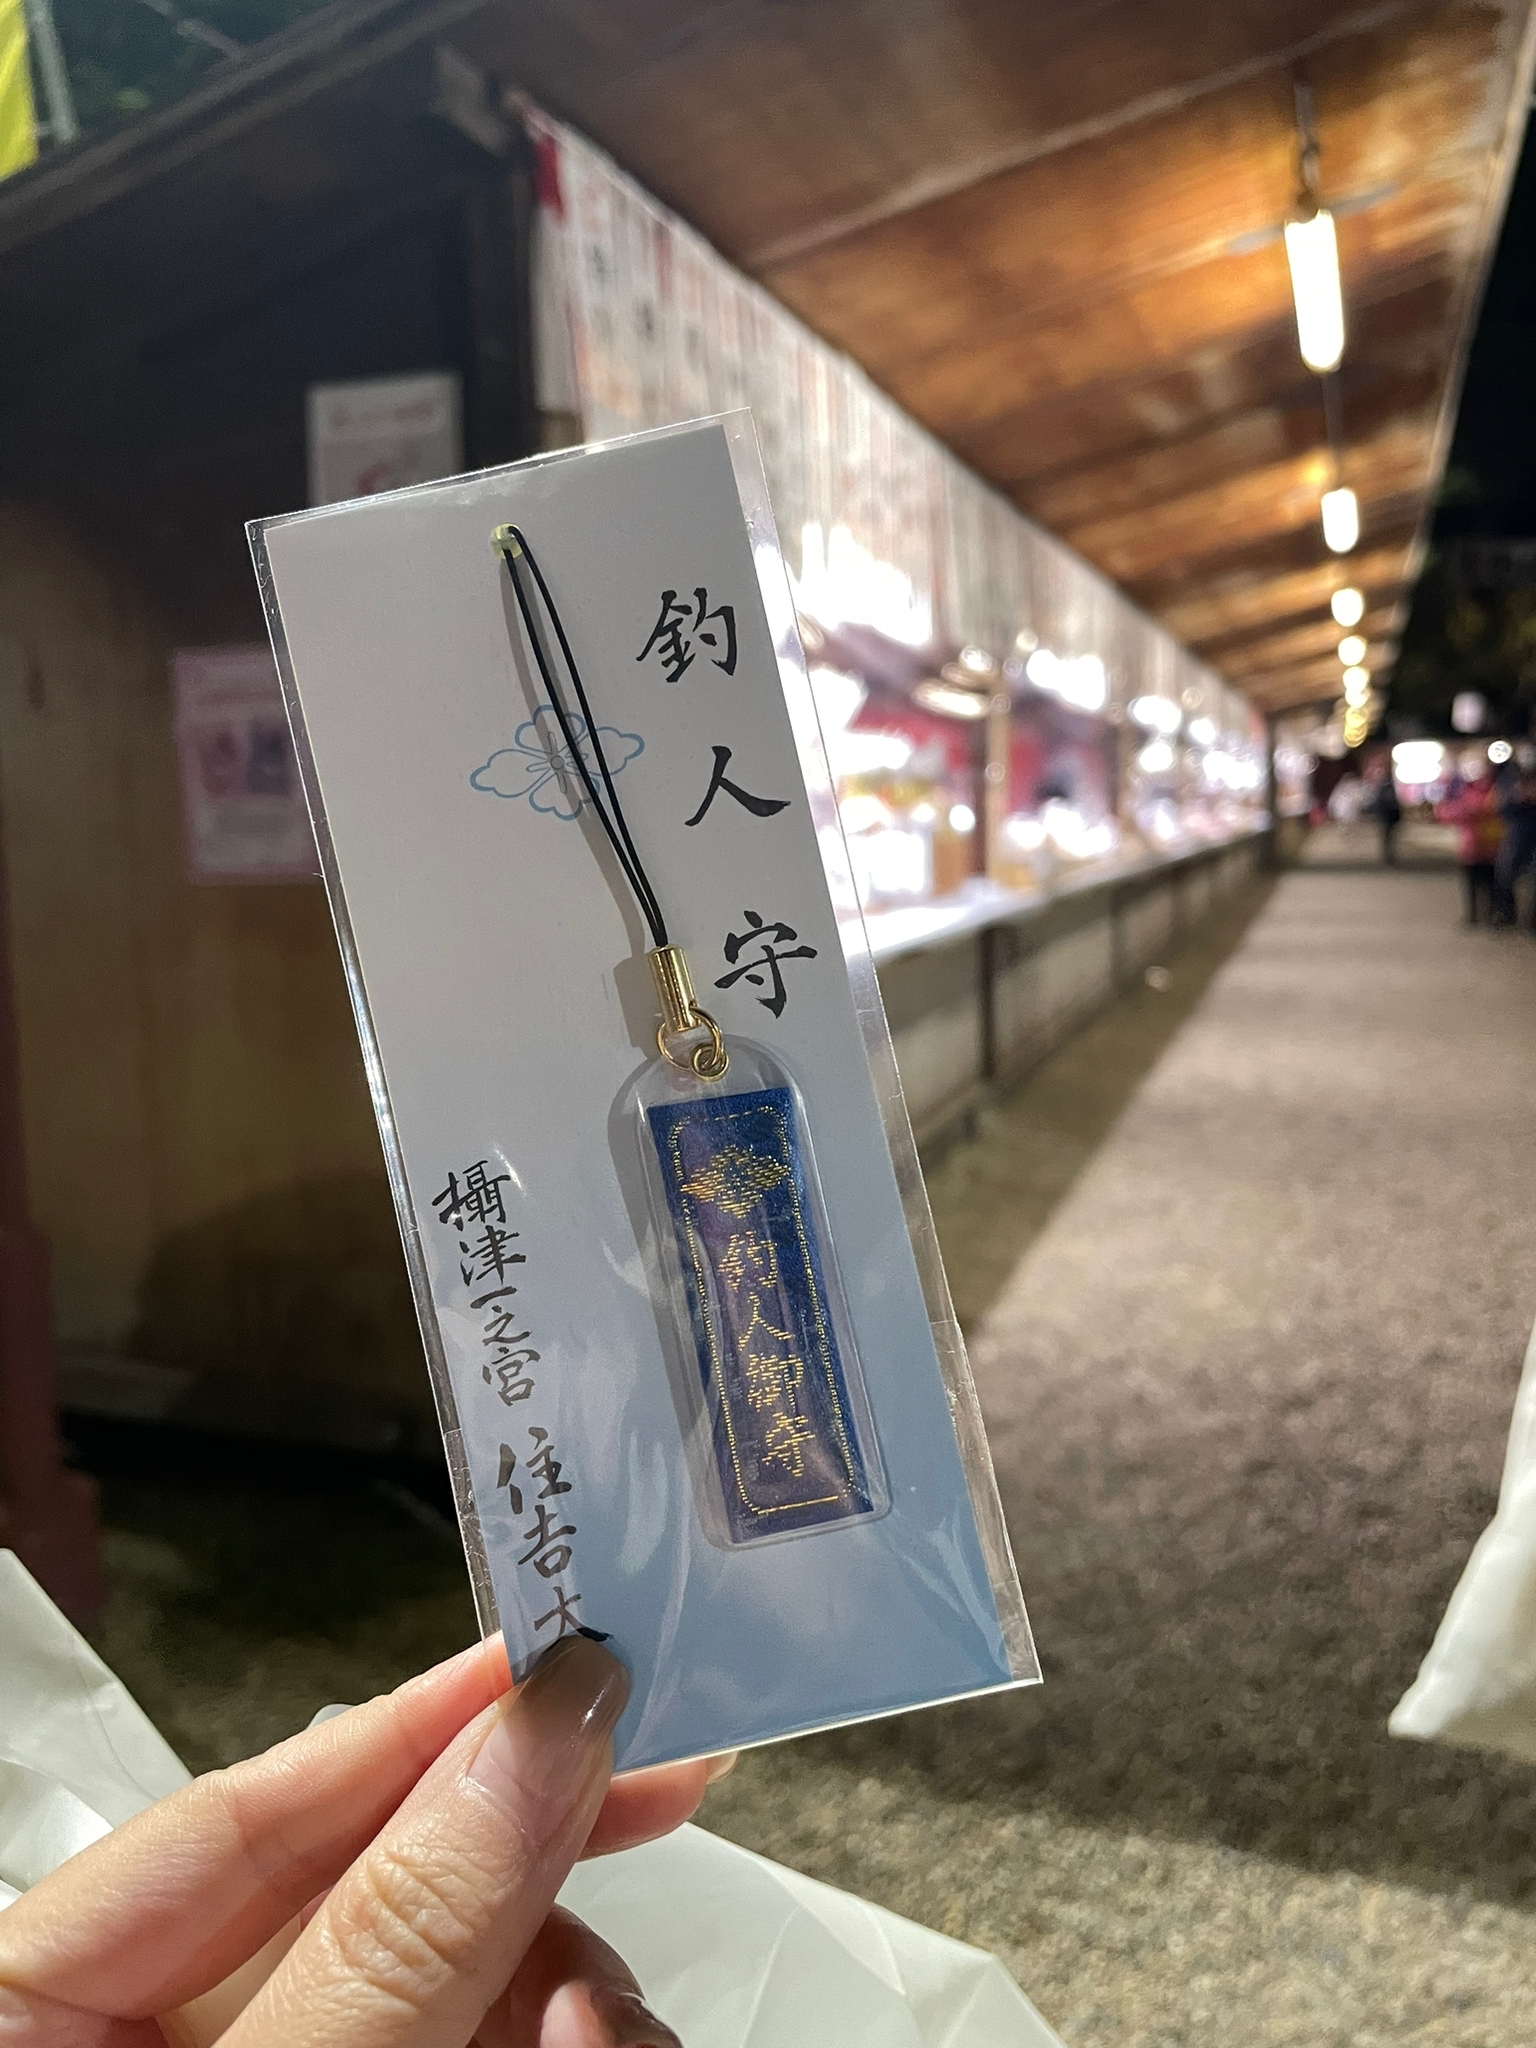 釣人守
釣人御守
攝津一之宮 住吉大